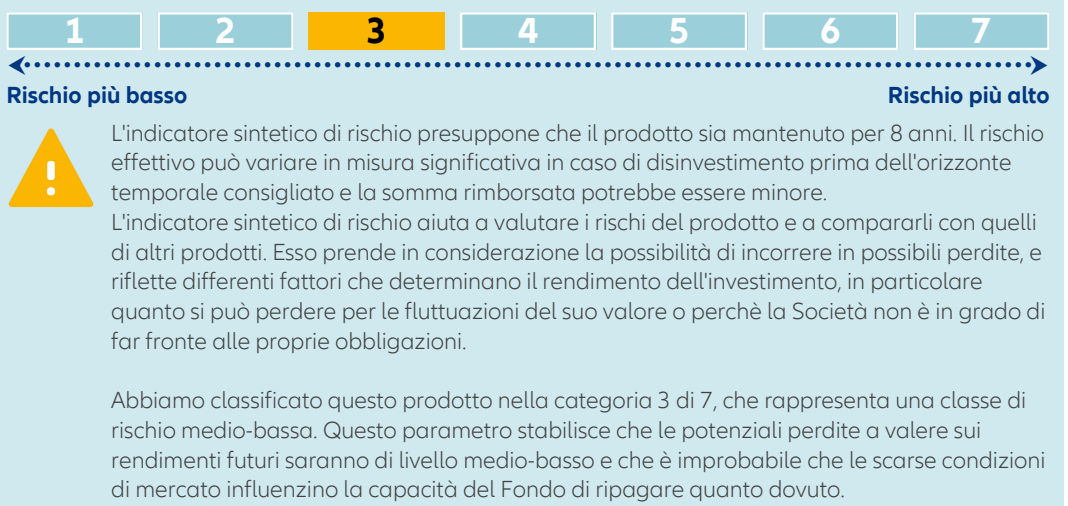 1 2 3 4 5 6 7
Rischio più basso Rischio più alto
L'indicatore sintetico di rischio presuppone che il prodotto sia mantenuto per 8 anni. Il rischio
effettivo può variare in misura significativa in caso di disinvestimento prima dell'orizzonte
temporale consigliato e la somma rimborsata potrebbe essere minore.
L'indicatore sintetico di rischio aiuta a valutare i rischi del prodotto e a compararli con quelli
di altri prodotti. Esso prende in considerazione la possibilità di incorrere in possibili perdite, e
riflette differenti fattori che determinano il rendimento dell'investimento, in particolare
quanto si può perdere per le fluttuazioni del suo valore o perchè la Società non è in grado di
far fronte alle proprie obbligazioni.
Abbiamo classificato questo prodotto nella categoria 3 di 7, che rappresenta una classe di
rischio medio-bassa. Questo parametro stabilisce che le potenziali perdite a valere sui
rendimenti futuri saranno di livello medio-basso e che è improbabile che le scarse condizioni
di mercato influenzino la capacità del Fondo di ripagare quanto dovuto.